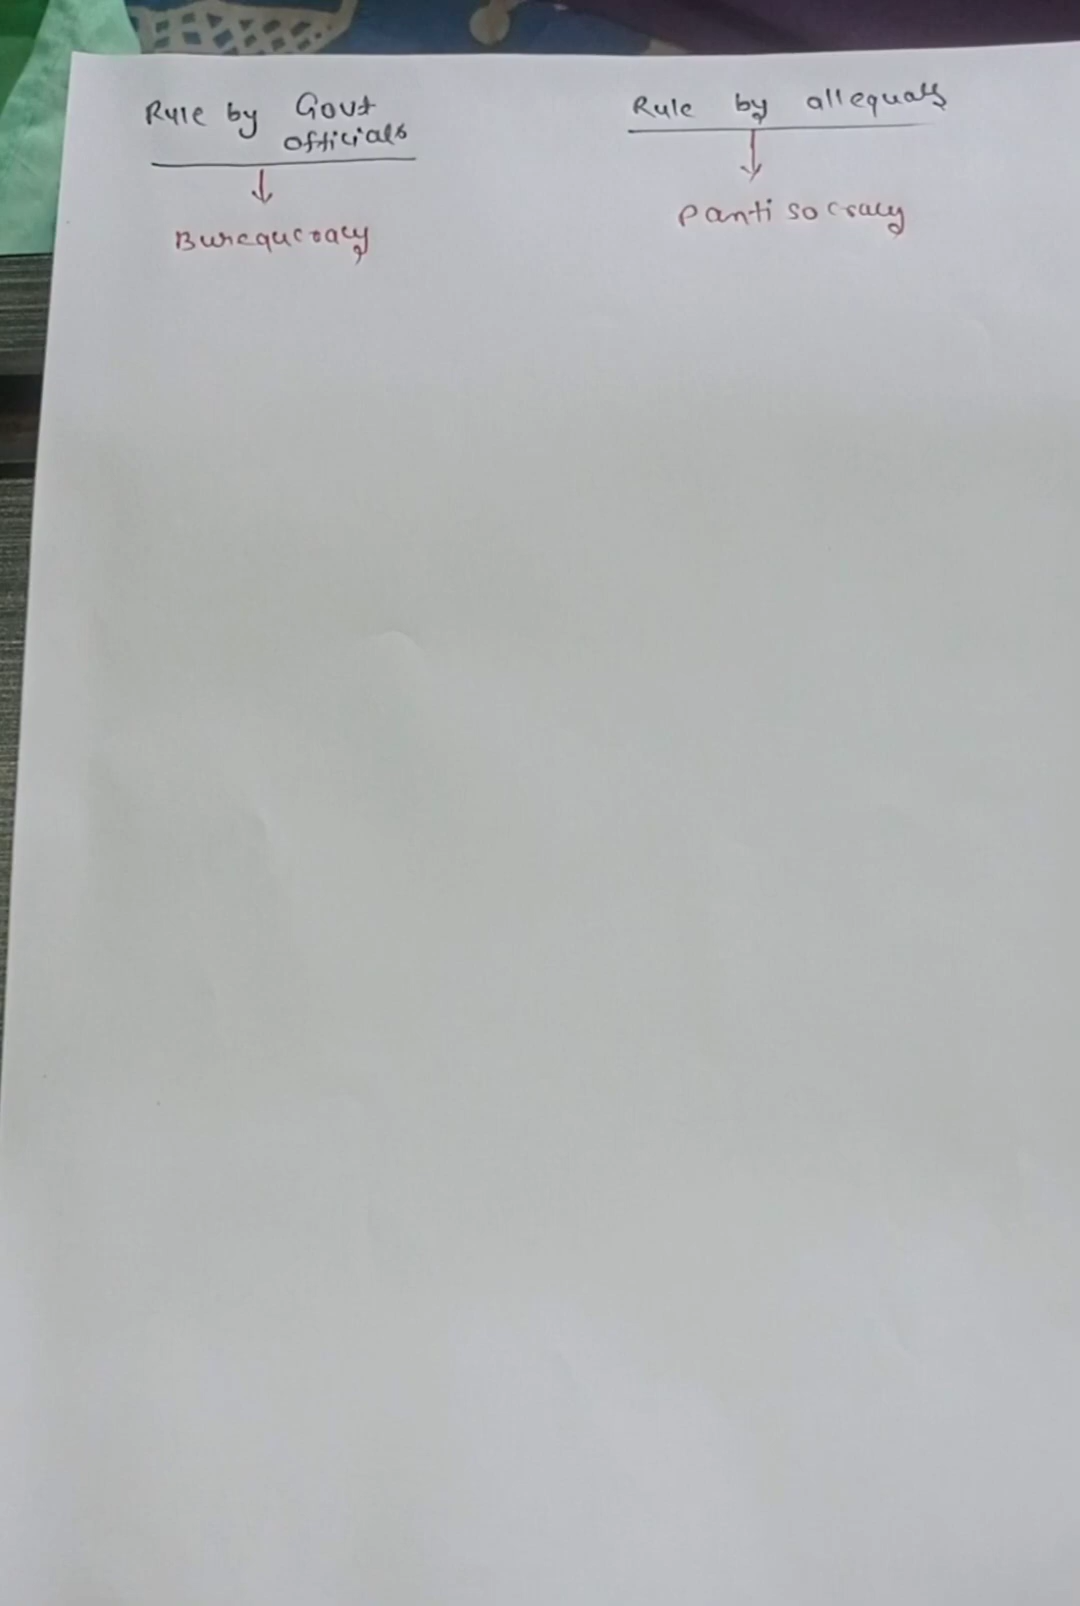 Rule by Govt
officials
Bureaucracy
Rule by all equals
Pantisocracy